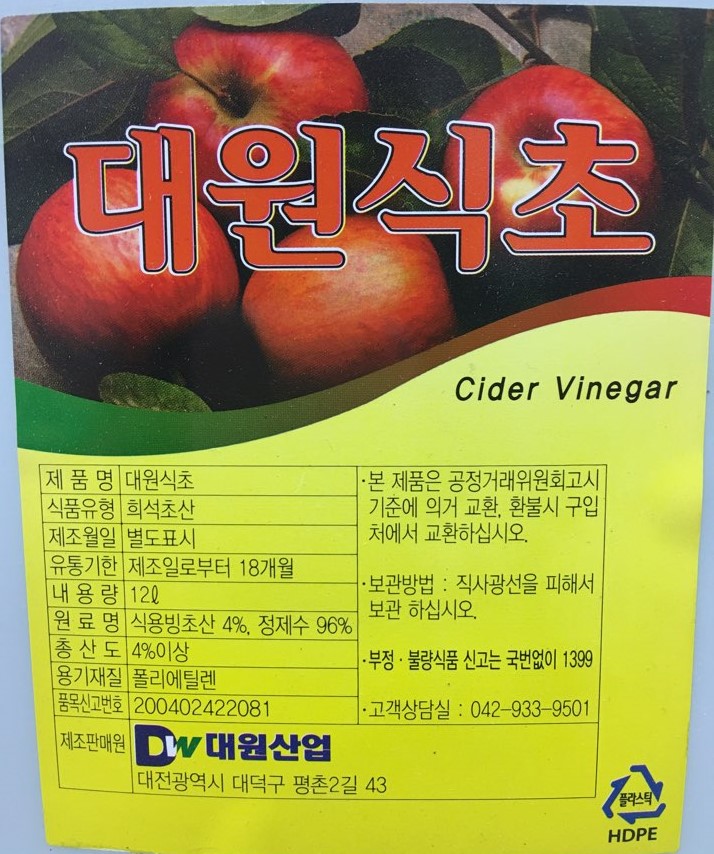 대원식초
Cider Vinegar
제 품 명 대원식초
식품유형 희석초산
제조월일 별도표시
유통기한 제조일로부터 18개월
내 용 량 12ℓ
원 료 명 식용빙초산 4%, 정제수 96%
총 산 도 4%이상
용기재질 폴리에틸렌
품목신고번호 200402422081
·본 제품은 공정거래위원회고시
기준에 의거 교환, 환불시 구입
처에서 교환하십시오.
·보관방법 : 직사광선을 피해서
보관 하십시오.
·부정·불량식품 신고는 국번없이 1399
·고객상담실 : 042-933-9501
제조판매원 DW 대원산업
대전광역시 대덕구 평촌2길 43
플라스틱
HDPE